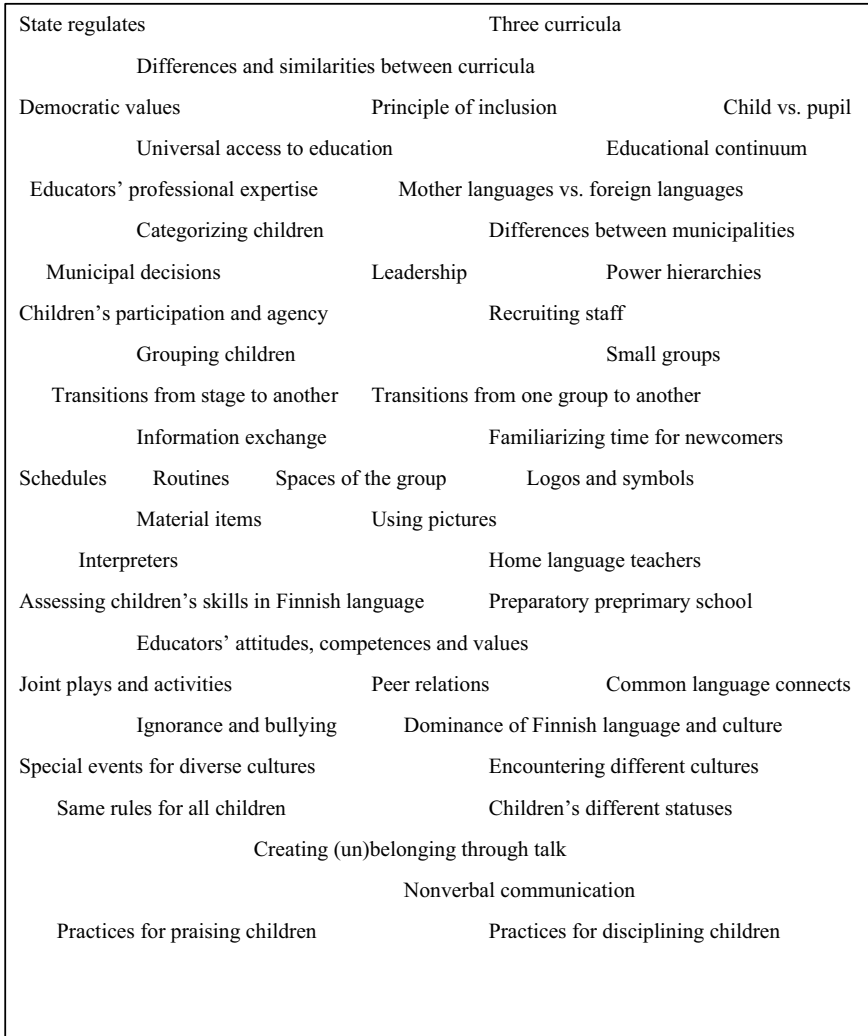 State regulates Three curricula
Differences and similarities between curricula
Democratic values Principle of inclusion Child vs. pupil
Universal access to education Educational continuum
Educators’ professional expertise Mother languages vs. foreign languages
Categorizing children Differences between municipalities
Municipal decisions Leadership Power hierarchies
Children’s participation and agency Recruiting staff
Grouping children Small groups
Transitions from stage to another Transitions from one group to another
Information exchange Familiarizing time for newcomers
Schedules Routines Spaces of the group Logos and symbols
Material items Using pictures
Interpreters Home language teachers
Assessing children’s skills in Finnish language Preparatory preprimary school
Educators’ attitudes, competences and values
Joint plays and activities Peer relations Common language connects
Ignorance and bullying Dominance of Finnish language and culture
Special events for diverse cultures Encountering different cultures
Same rules for all children Children’s different statuses
Creating (un)belonging through talk
Nonverbal communication
Practices for praising children Practices for disciplining children